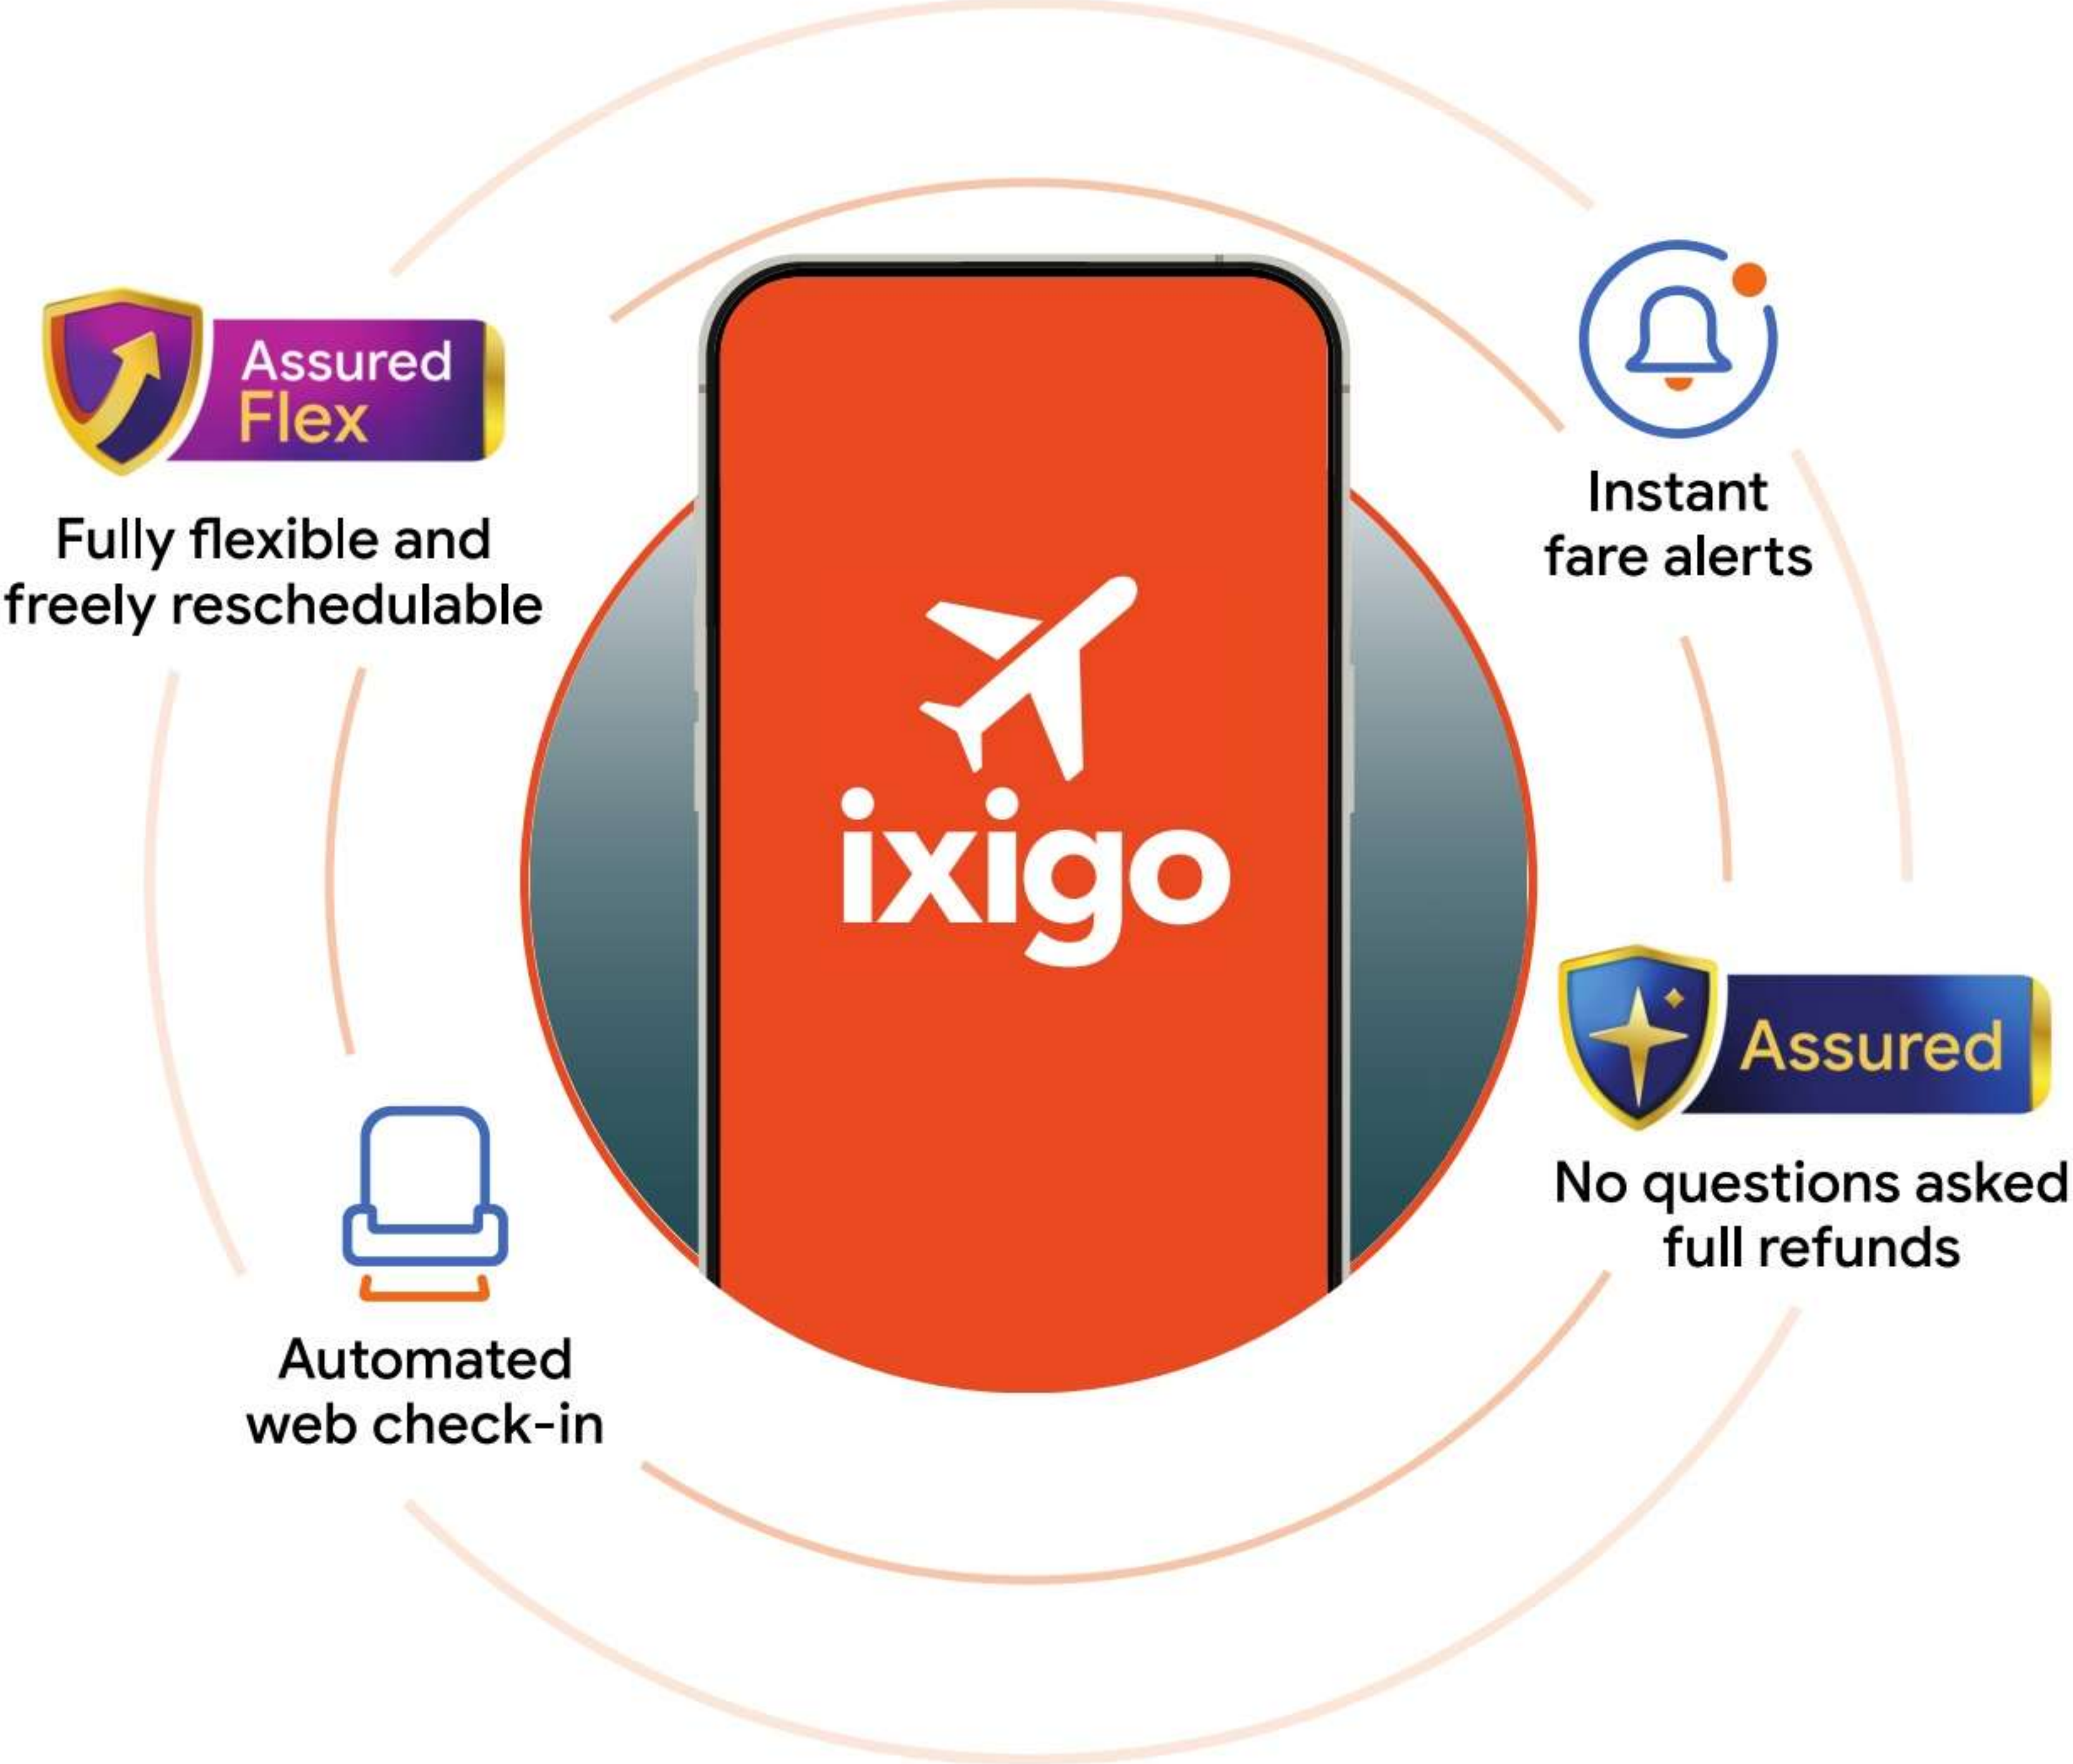 Assured
Flex
Fully flexible and
freely reschedulable
Instant
fare alerts
ixigo
Assured
No questions asked
full refunds
Automated
web check-in